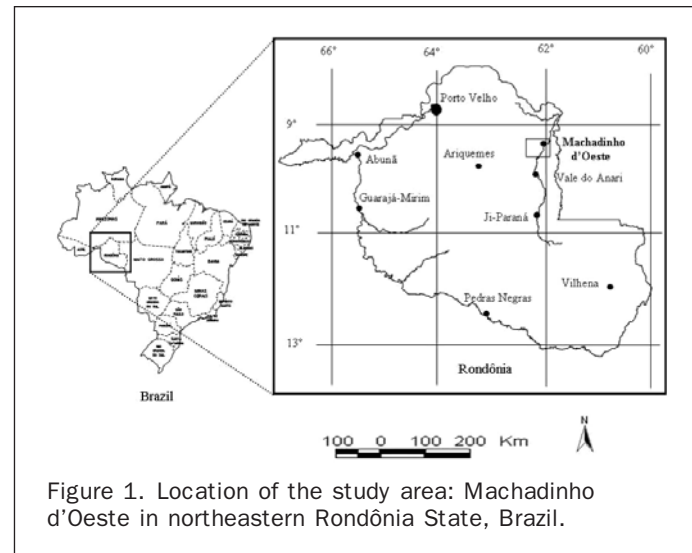 66°
64°
62°
60°
9°
11°
13°
Porto Velho
Abunã
Ariquemes
Machadinho
d'Oeste
Vale do Anari
Guarajá-Mirim
Ji-Paraná
Vilhena
Pedras Negras
Rondônia
PARÁ
BAHIA
Brazil
N
100 0 100 200 Km
Figure 1. Location of the study area: Machadinho
d'Oeste in northeastern Rondônia State, Brazil.